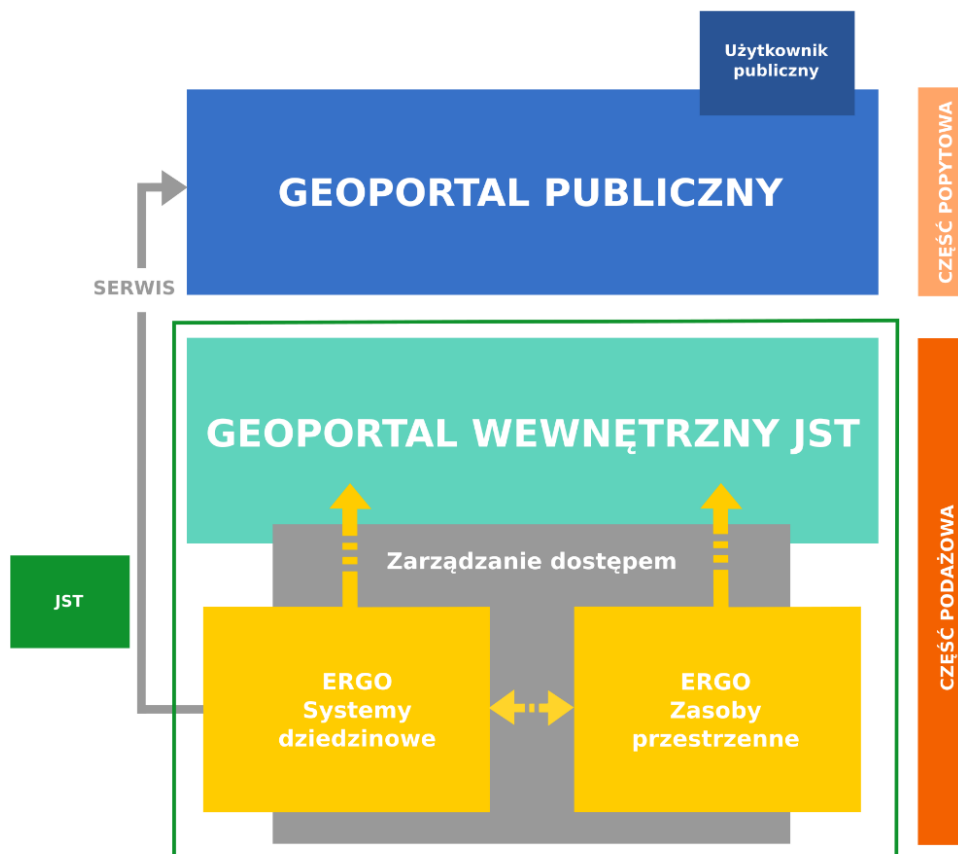 Użytkownik
publiczny
GEOPORTAL PUBLICZNY
CZĘŚĆ POPYTOWA
SERWIS
GEOPORTAL WEWNĘTRZNY JST
Zarządzanie dostępem
JST
ERGO
Systemy
dziedzinowe
ERGO
Zasoby
przestrzenne
CZĘŚĆ PODAŻOWA